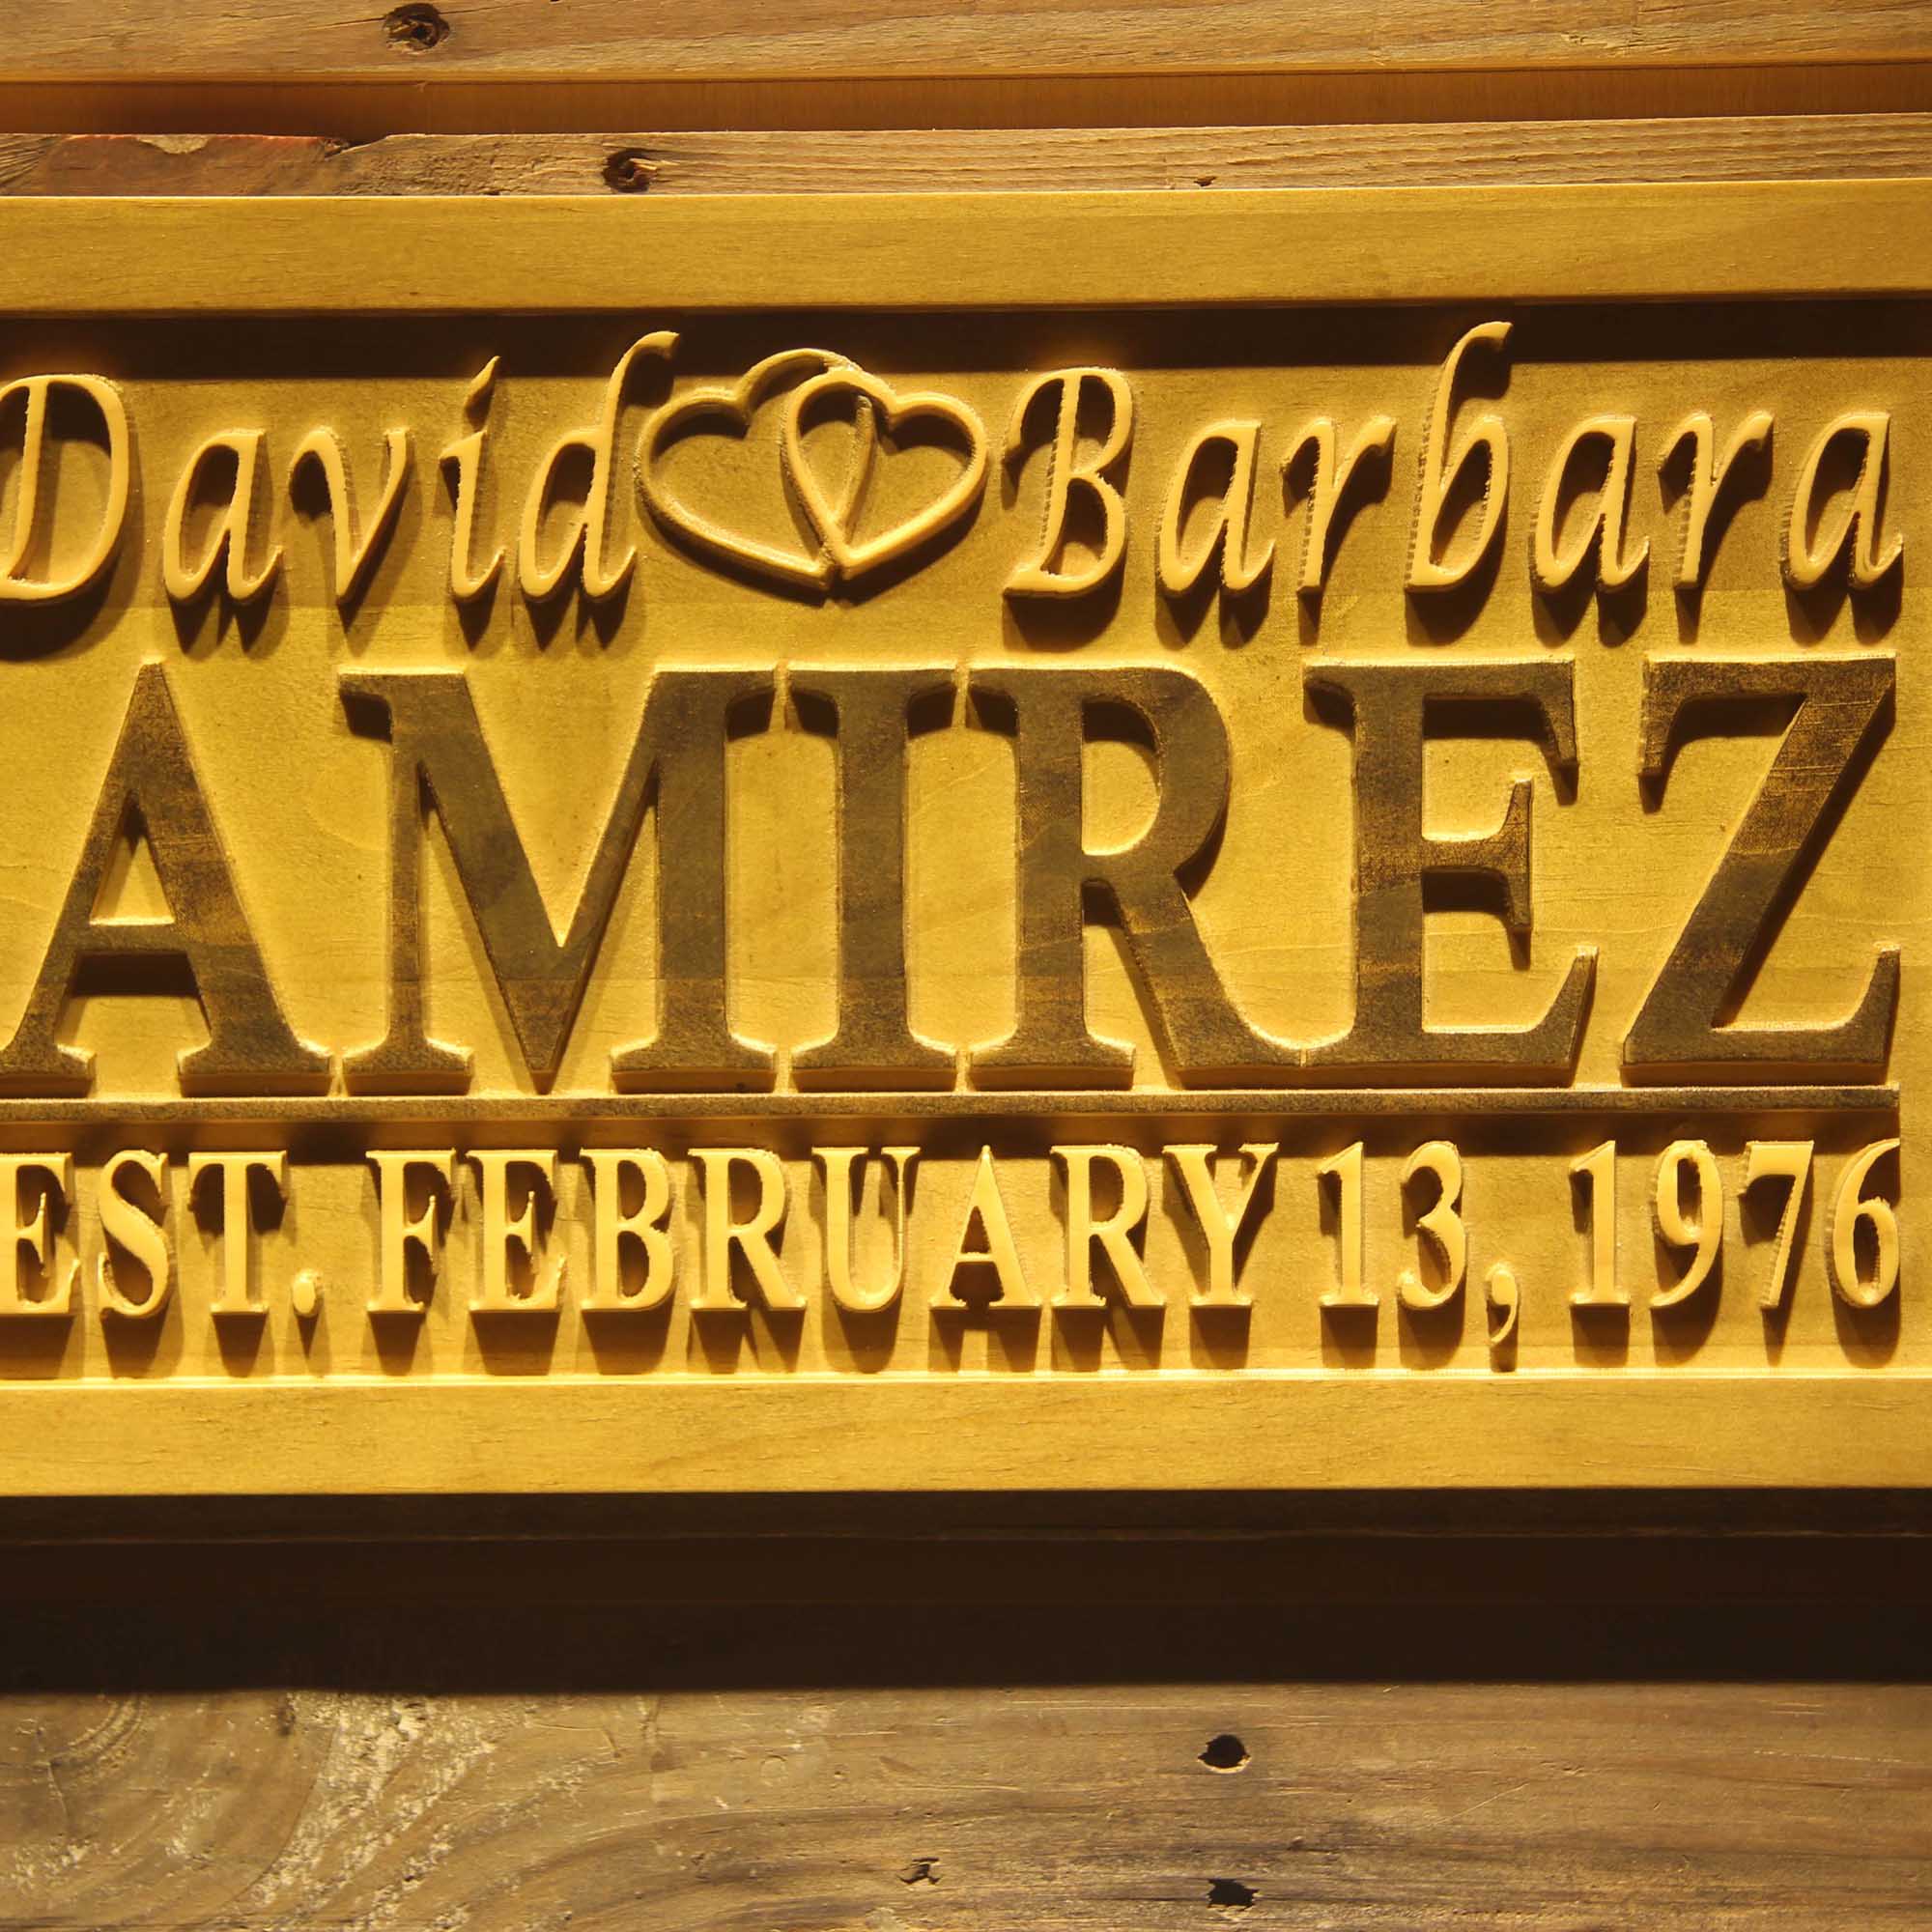 David Barbara
AMIREZ
EST. FEBRUARY 13, 1976